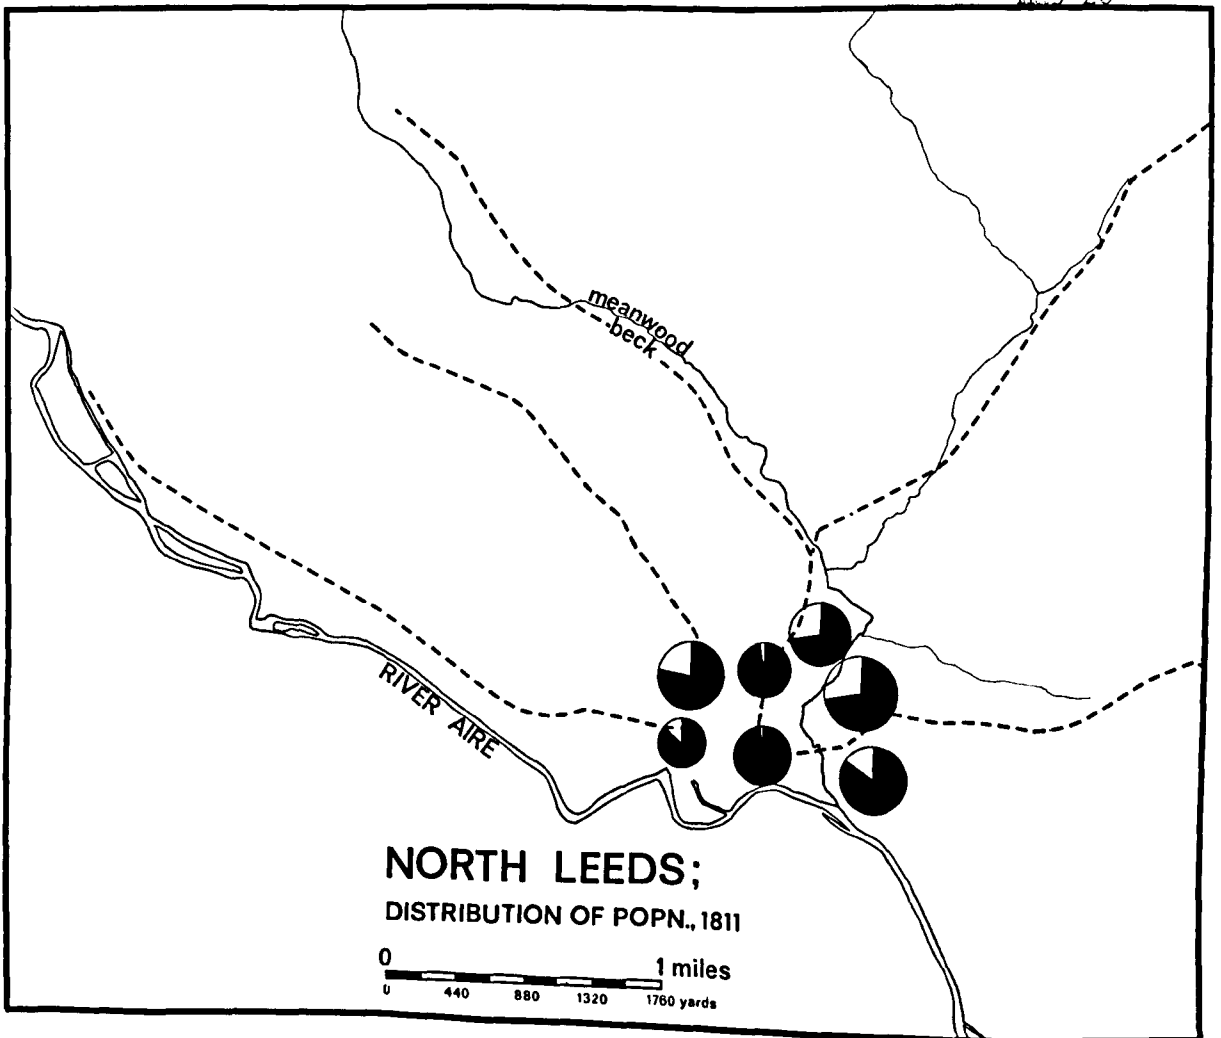 meanwood
beck
RIVER AIRE
NORTH LEEDS;
DISTRIBUTION OF POPN., 1811
0 1 miles
0 440 880 1320 1760 yards